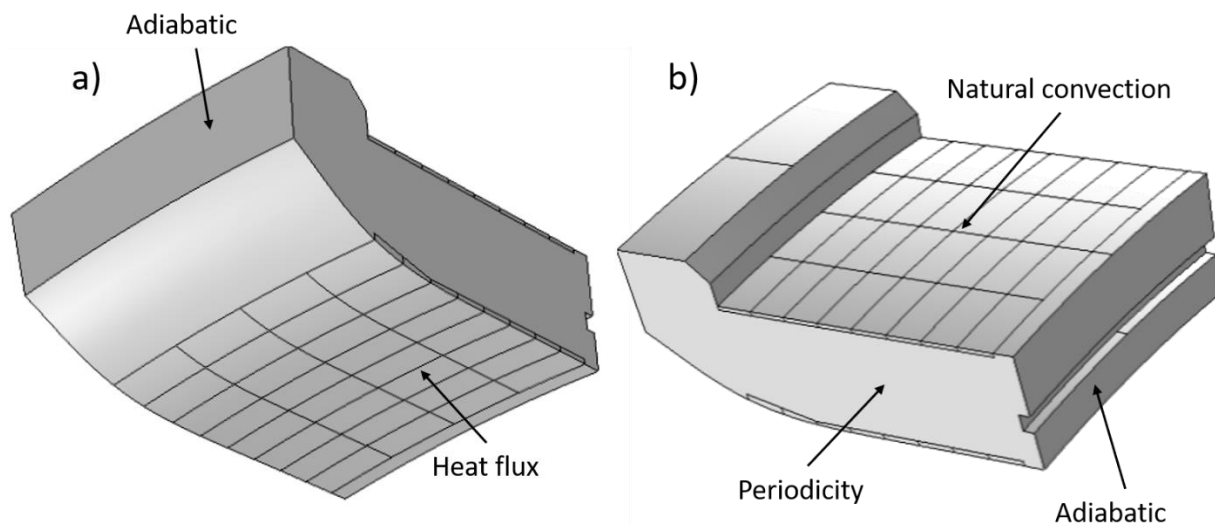 Adiabatic
a)
Heat flux
b)
Natural convection
Periodicity
Adiabatic